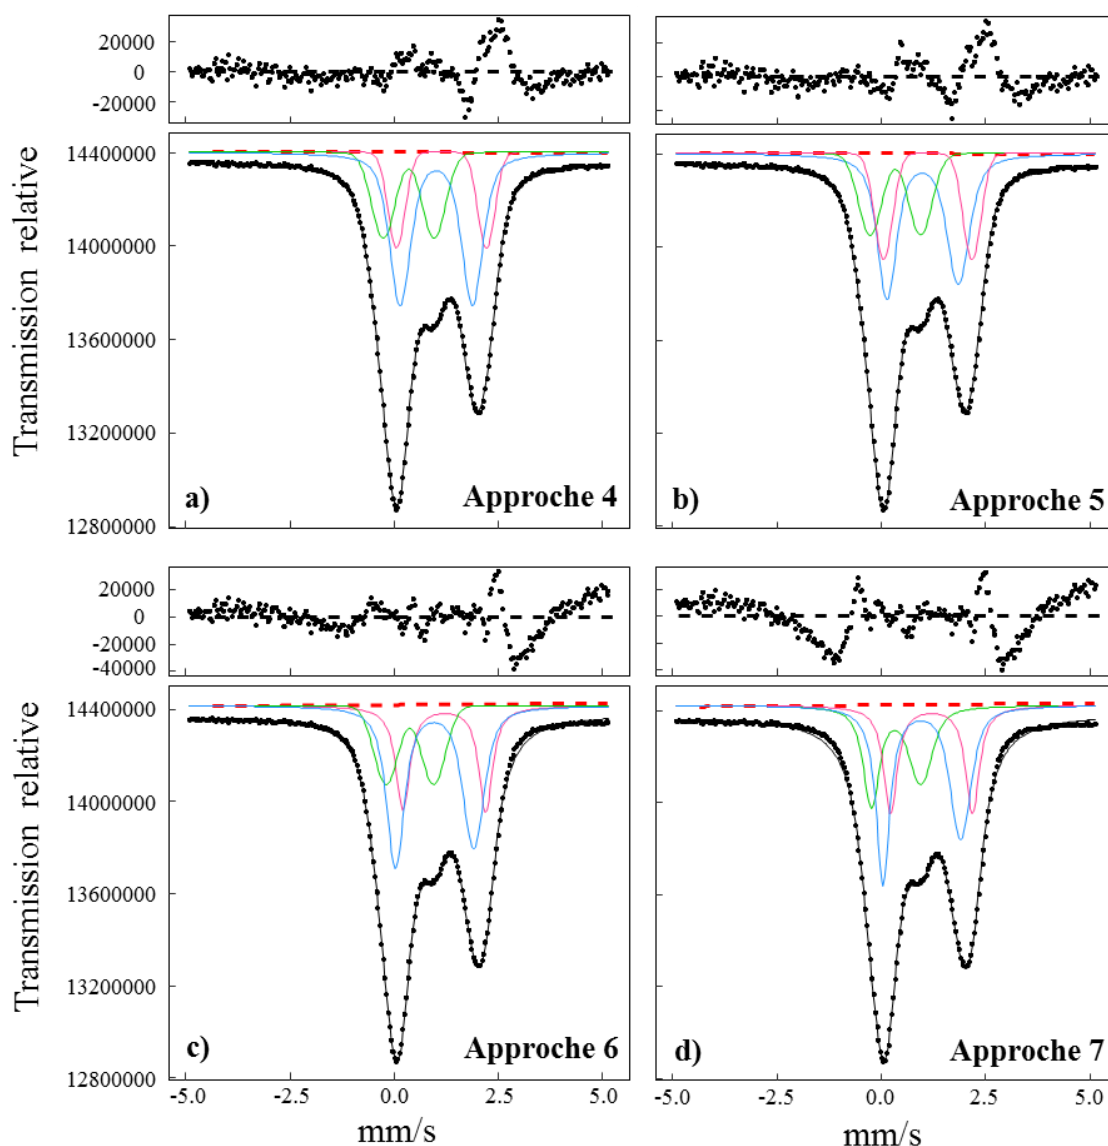 20000
0
-20000
Transmission relative
14400000
14000000
13600000
13200000
12800000
a)
Approche 4
b)
Approche 5
20000
0
-20000
-40000
Transmission relative
14400000
14000000
13600000
13200000
12800000
c)
Approche 6
d)
Approche 7
-5.0 -2.5 0.0 2.5 5.0
-5.0 -2.5 0.0 2.5 5.0
mm/s
mm/s